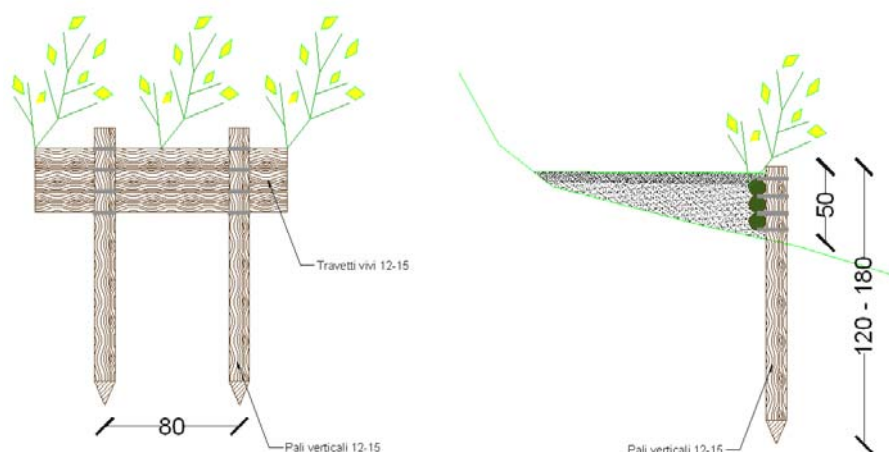 Travetti vivi 12-15
80
Pali verticali 12-15
50
120 - 180
Pali verticali 12-15